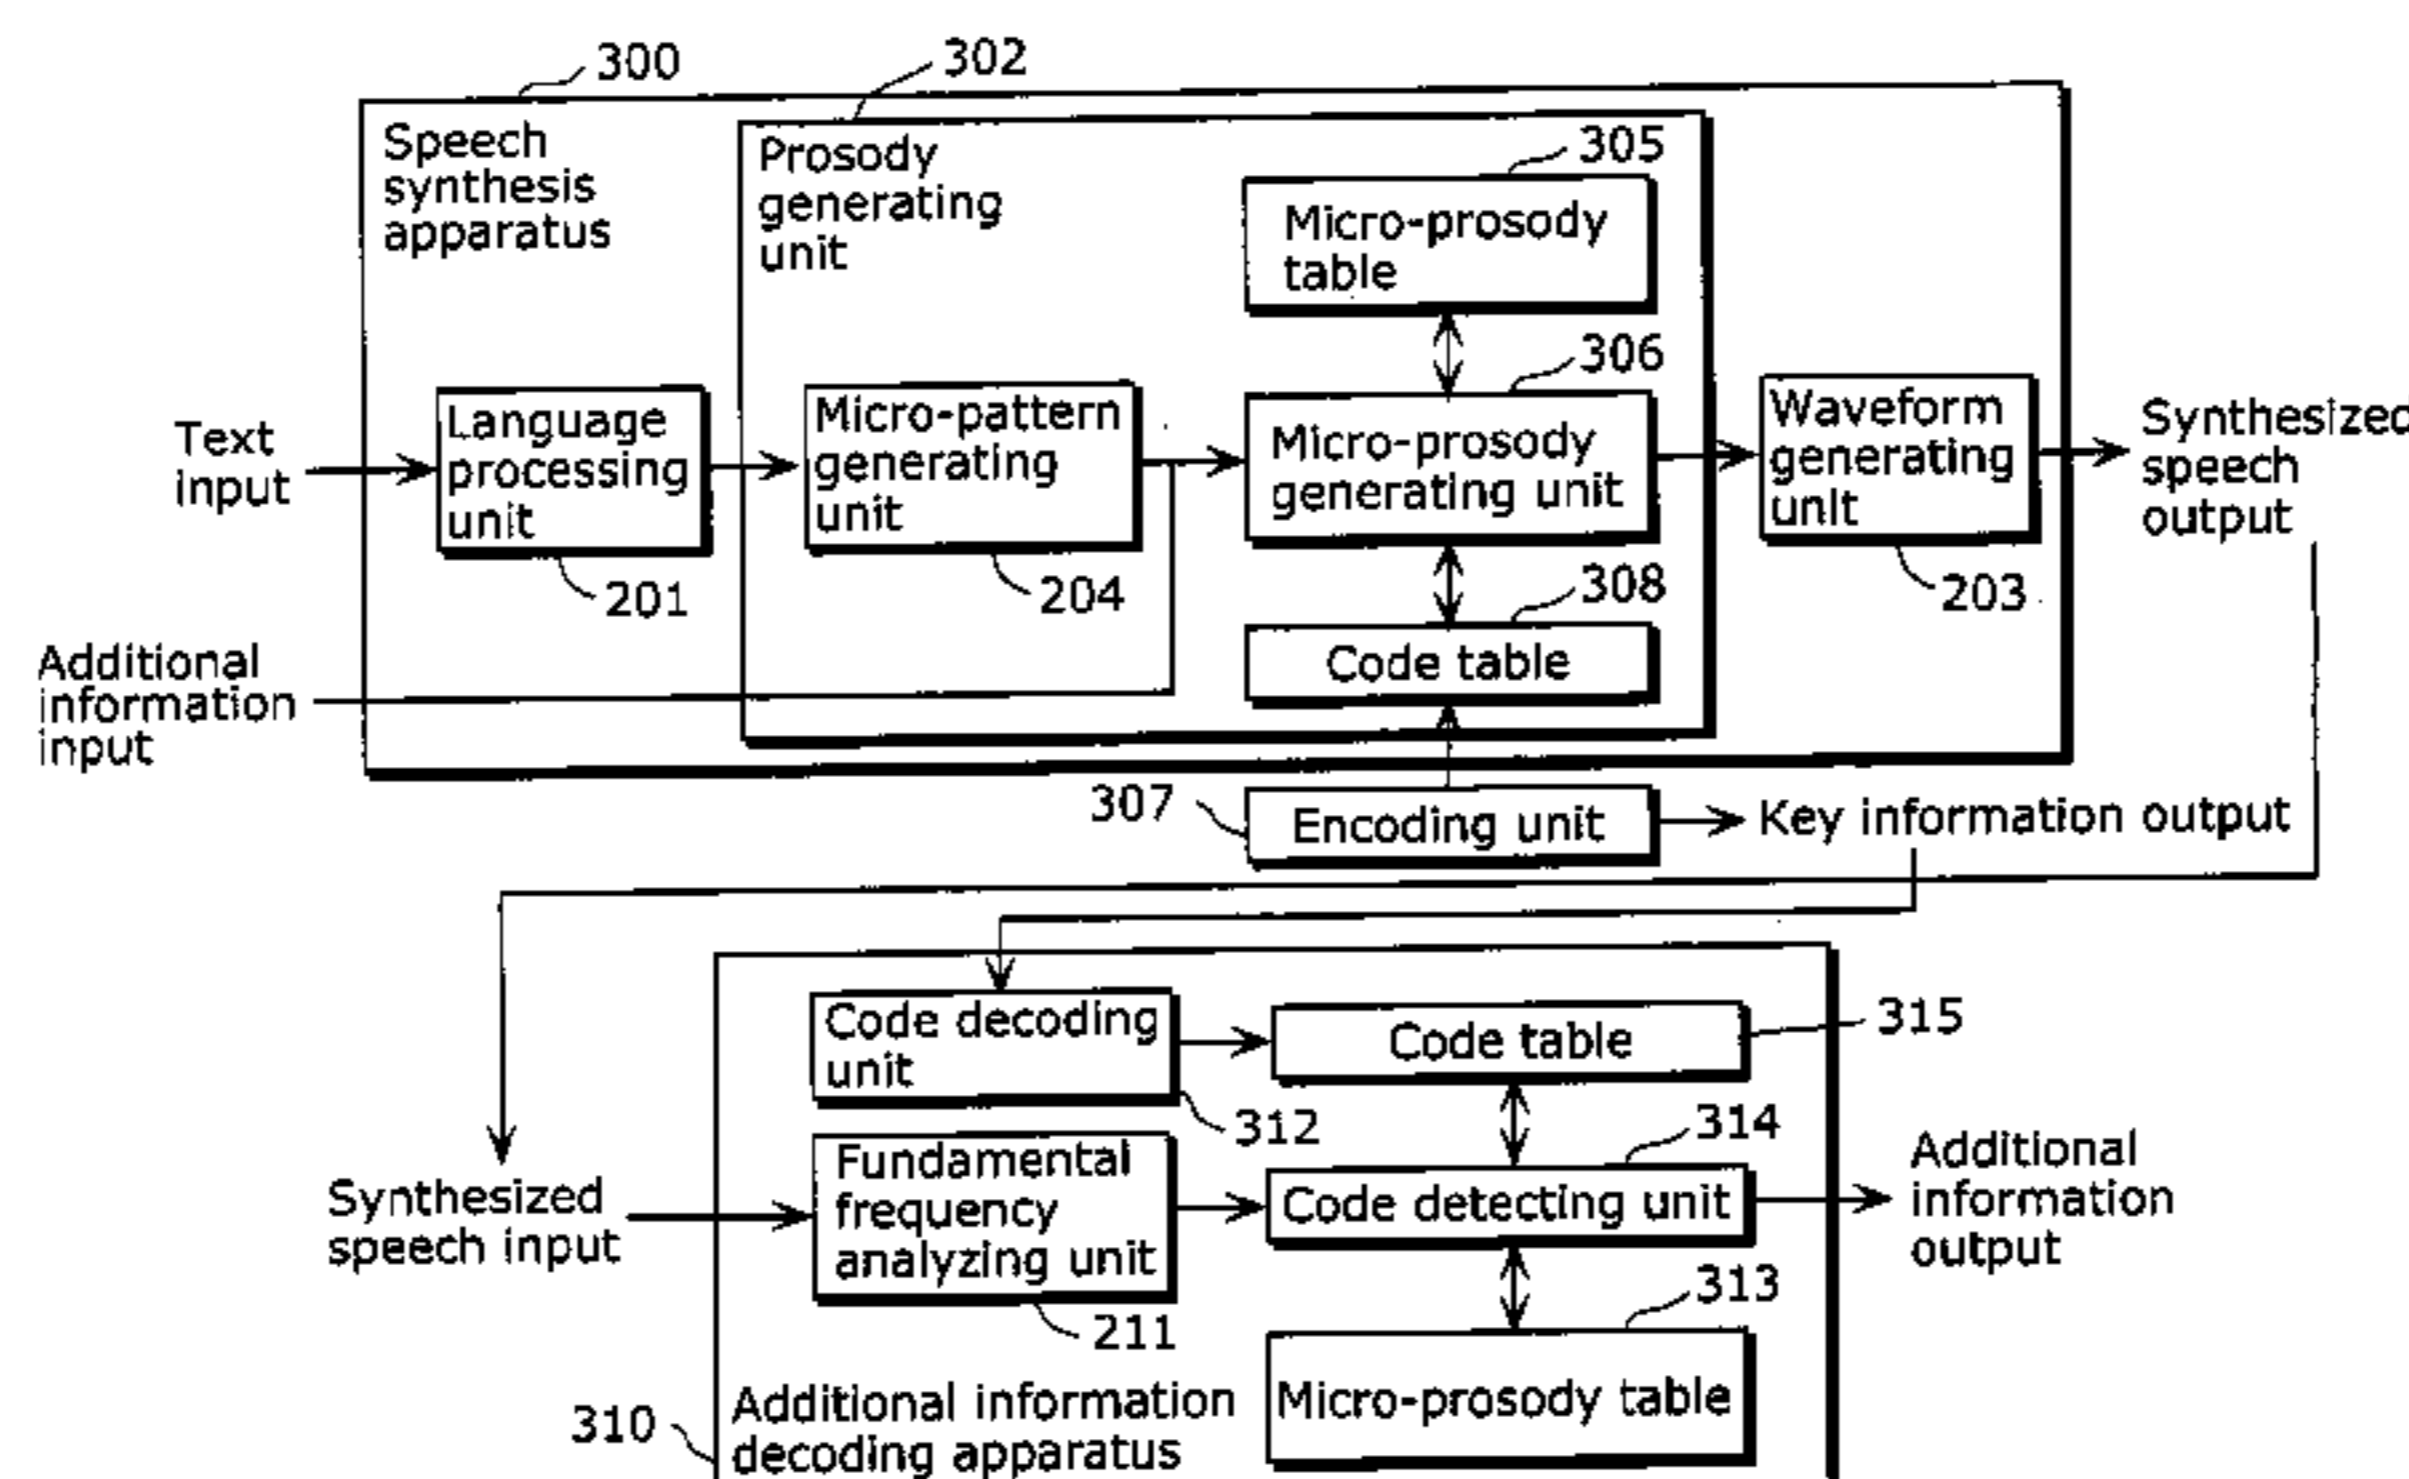 300
302
Speech
synthesis
apparatus
Prosody
generating
unit
305
Micro-prosody
table
306
Text
input
Language
processing
unit
201
Micro-pattern
generating
unit
204
Micro-prosody
generating unit
Waveform
generating
unit
203
Synthesized
speech
output
308
Code table
Additional
information
input
307
Encoding unit
Key information output
Code decoding
unit
312
Code table
315
Synthesized
speech input
Fundamental
frequency
analyzing unit
211
314
Code detecting unit
Additional
information
output
313
Micro-prosody table
310
Additional information
decoding apparatus